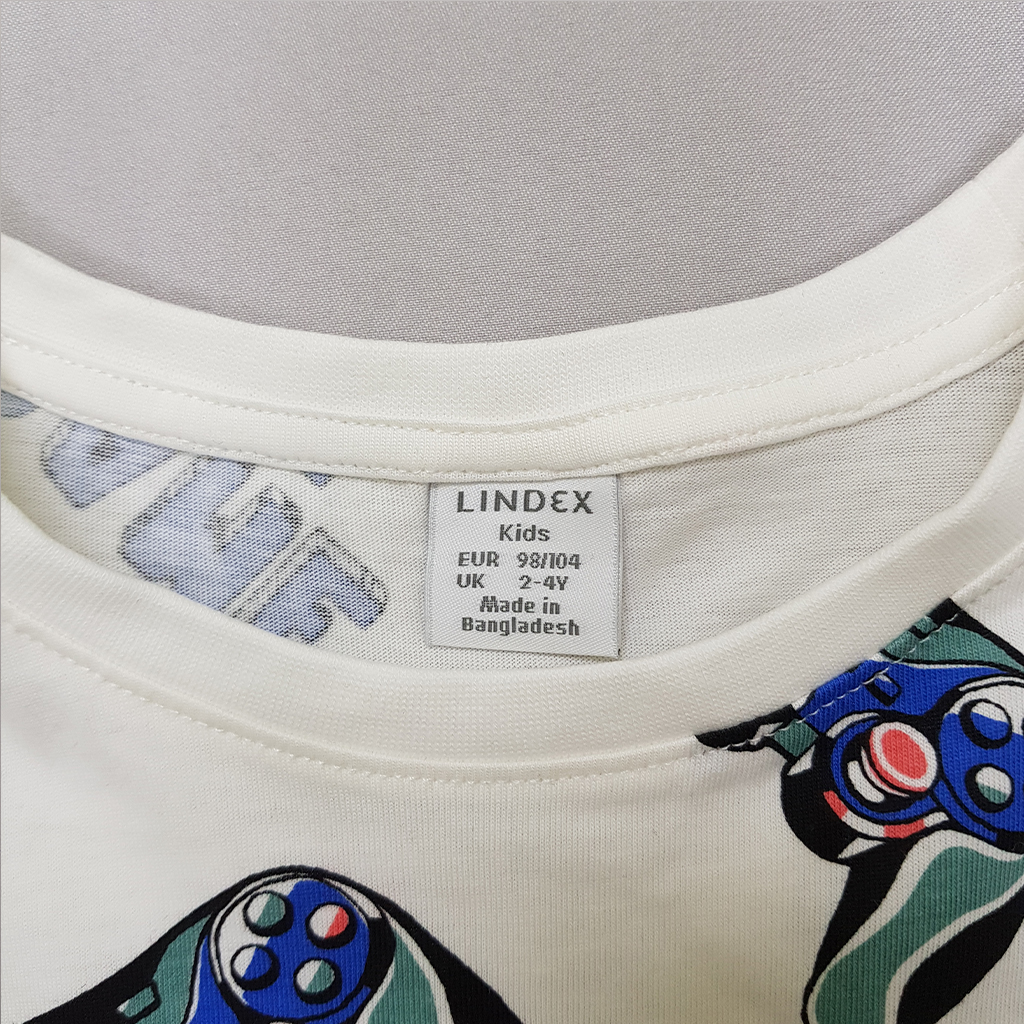 LINDEX
Kids
EUR 98/104
UK 2-4Y
Made in
Bangladesh